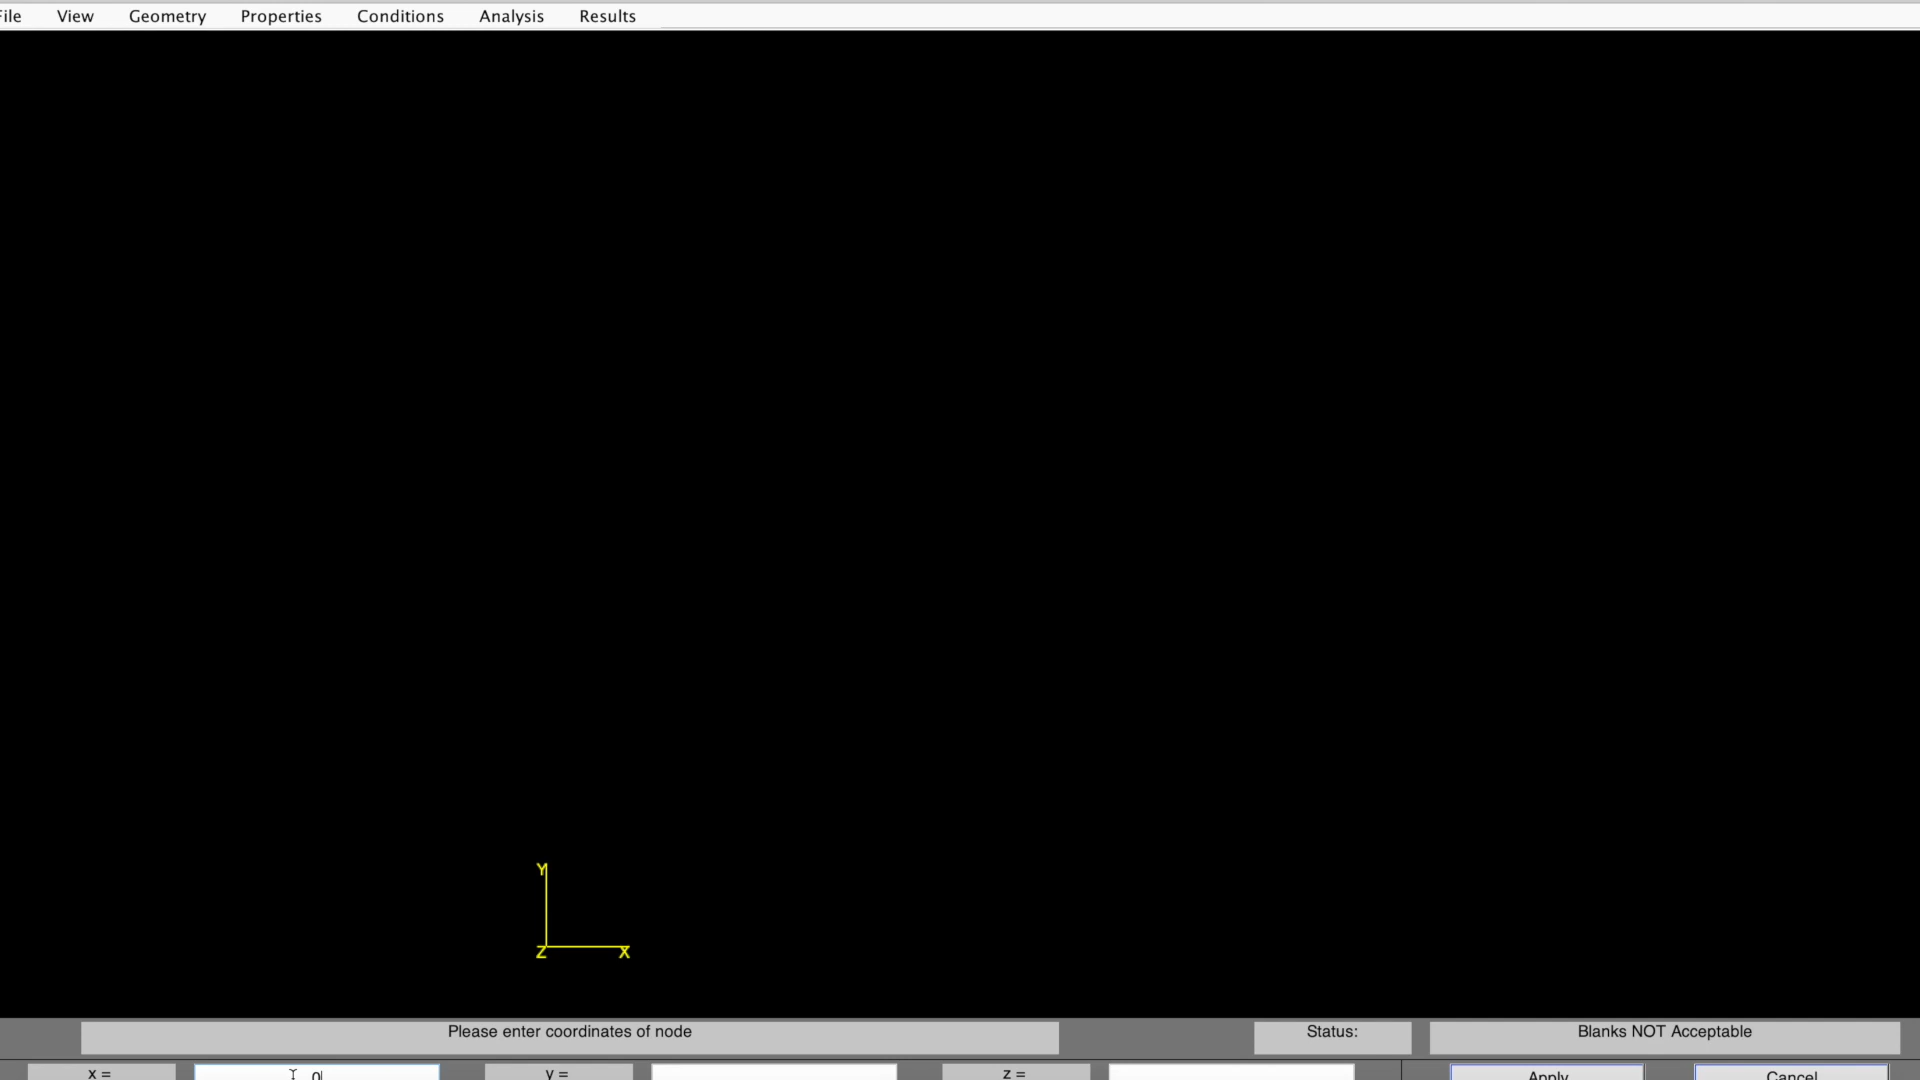 File View Geometry Properties Conditions Analysis Results
Y
Z X
Please enter coordinates of node Status: Blanks NOT Acceptable
x = 0 y = z = Apply Cancel